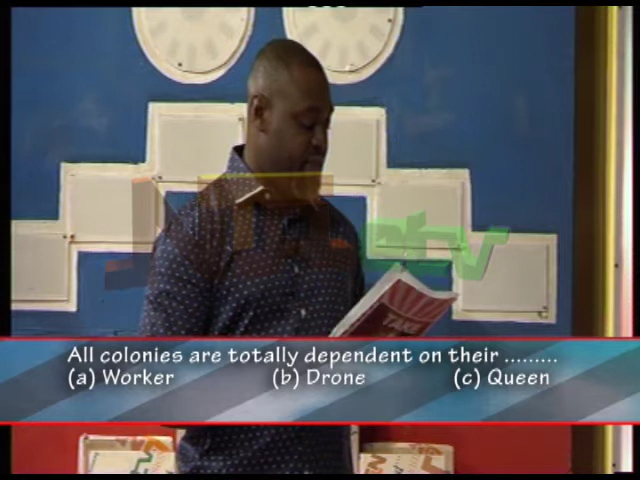 All colonies are totally dependent on their .........
(a) Worker (b) Drone (c) Queen